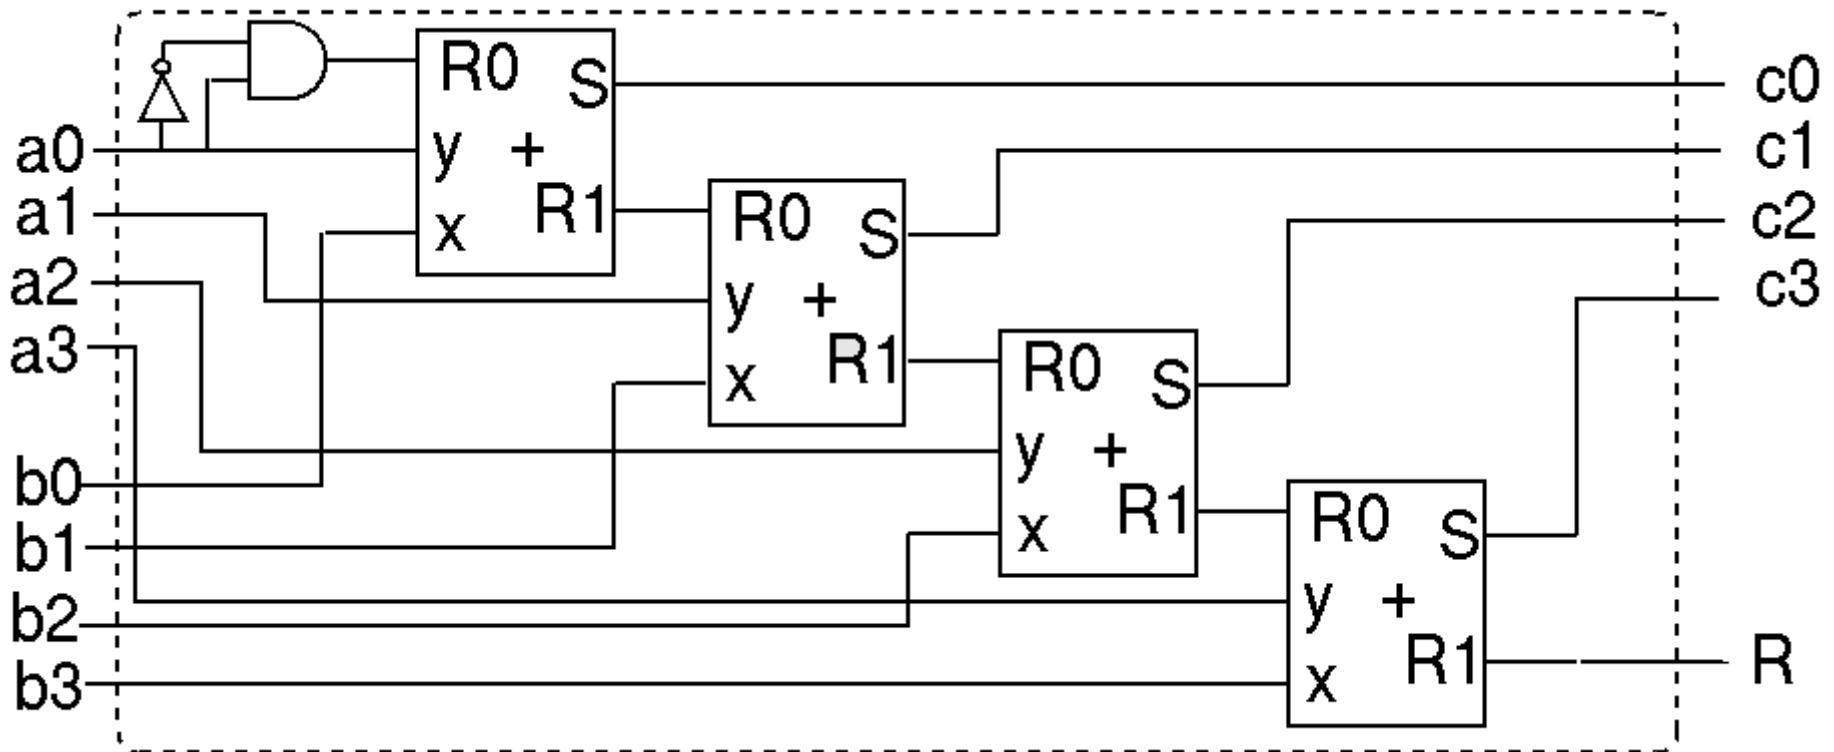 a0
a1
a2
a3
b0
b1
b2
b3
R0
S
y +
R1
x
R0
S
y +
R1
x
R0
S
y +
R1
x
R0
S
y +
R1
x
c0
c1
c2
c3
R